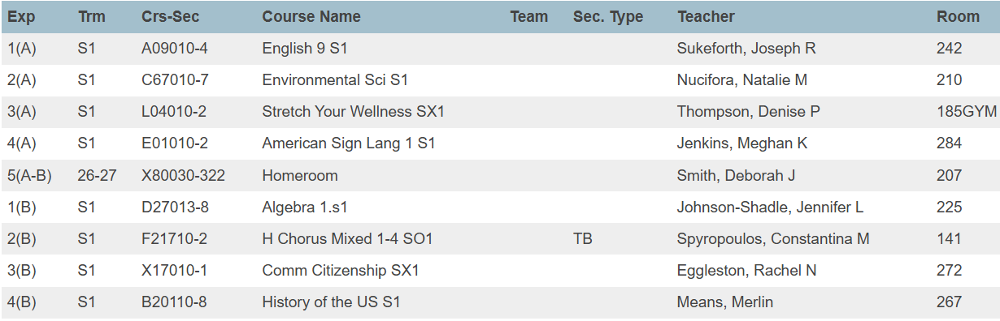 Exp Trm Crs-Sec Course Name Team Sec. Type Teacher Room
1(A) S1 A09010-4 English 9 S1 Sukeforth, Joseph R 242
2(A) S1 C67010-7 Environmental Sci S1 Nucifora, Natalie M 210
3(A) S1 L04010-2 Stretch Your Wellness SX1 Thompson, Denise P 185GYM
4(A) S1 E01010-2 American Sign Lang 1 S1 Jenkins, Meghan K 284
5(A-B) 26-27 X80030-322 Homeroom Smith, Deborah J 207
1(B) S1 D27013-8 Algebra 1.s1 Johnson-Shadle, Jennifer L 225
2(B) S1 F21710-2 H Chorus Mixed 1-4 SO1 TB Spyropoulos, Constantina M 141
3(B) S1 X17010-1 Comm Citizenship SX1 Eggleston, Rachel N 272
4(B) S1 B20110-8 History of the US S1 Means, Merlin 267